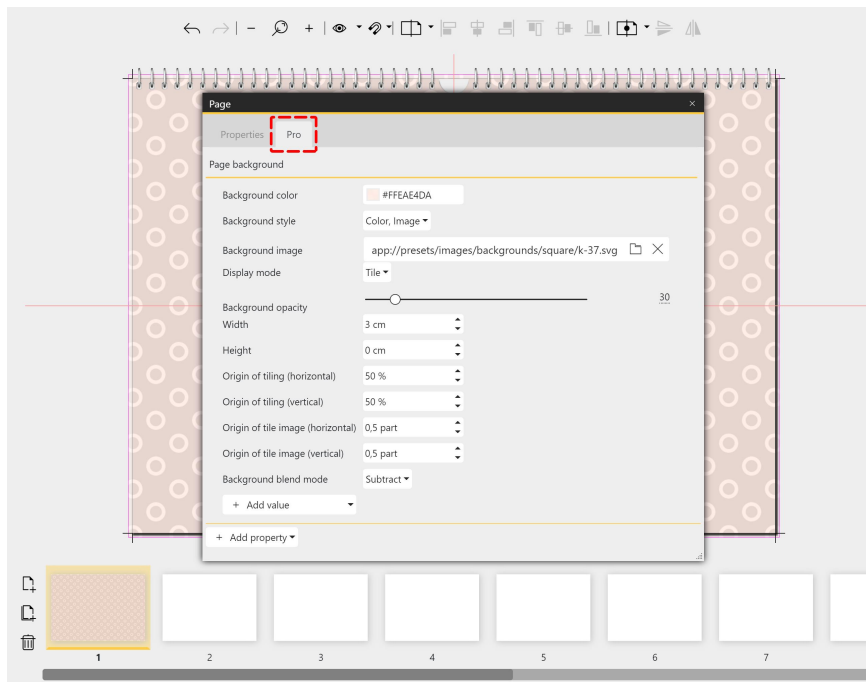 Page
Properties Pro
Page background
Background color #FFEAE4DA
Background style Color, Image
Background image app://presets/images/backgrounds/square/k-37.svg
Display mode Tile
Background opacity 30
Width 3 cm
Height 0 cm
Origin of tiling (horizontal) 50 %
Origin of tiling (vertical) 50 %
Origin of tile image (horizontal) 0,5 part
Origin of tile image (vertical) 0,5 part
Background blend mode Subtract
+ Add value
+ Add property
1 2 3 4 5 6 7